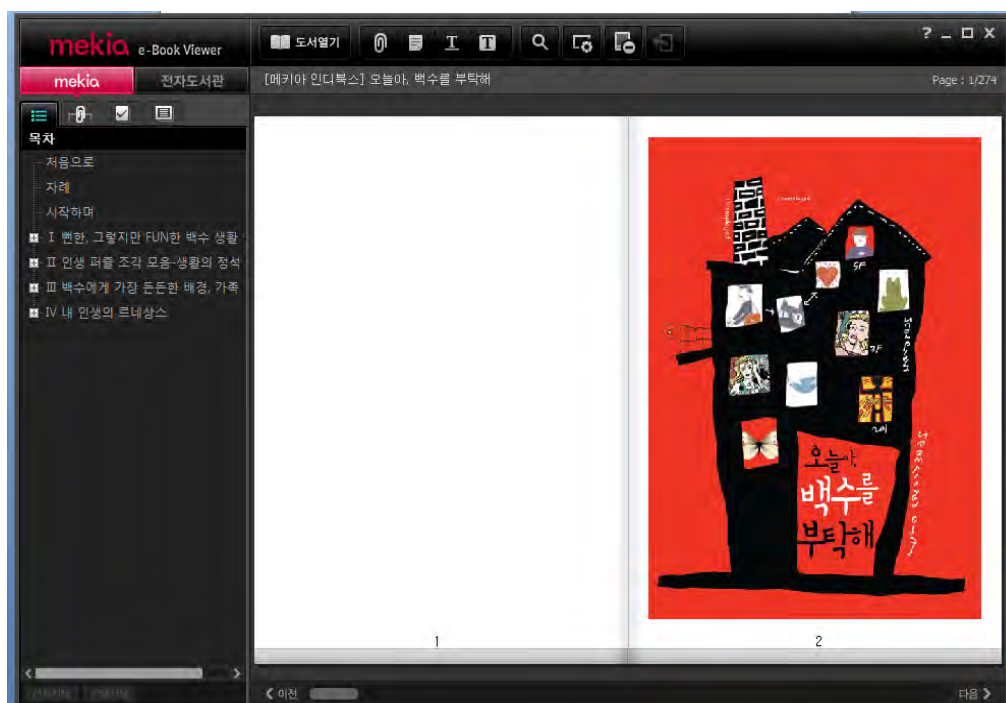 mekia e-Book Viewer
도서열기
? 
mekia 전자도서관
[메키아 인디북스] 오늘아, 백수를 부탁해
Page : 1/274
목차
처음으로
차례
시작하며
Ⅰ 뻔한, 그렇지만 FUN한 백수 생활
Ⅱ 인생 퍼즐 조각 모음-생활의 정석
Ⅲ 백수에게 가장 든든한 배경, 가족
Ⅳ 내 인생의 르네상스
5F
오늘아,
백수를
부탁해
1
2
이전
다음